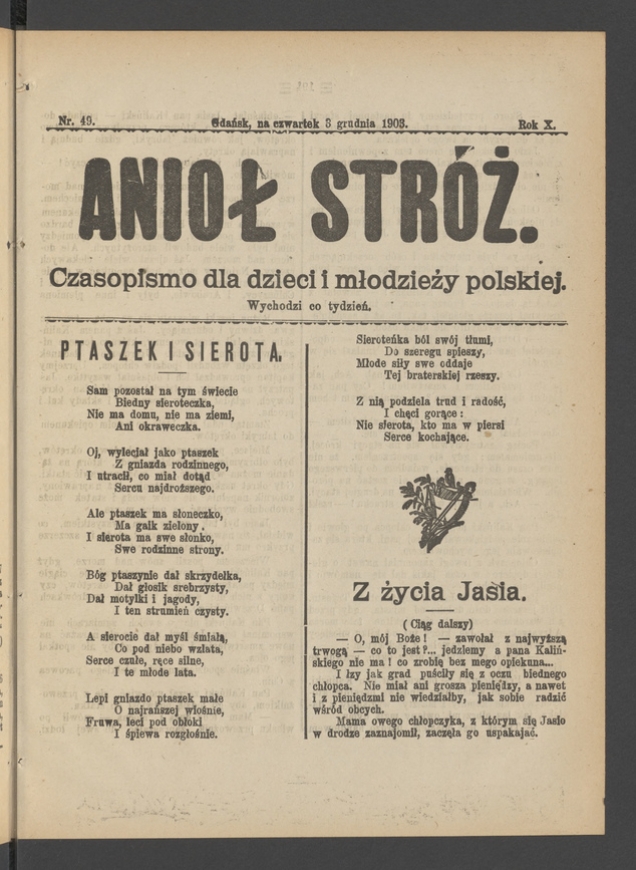 Nr. 49.
Gdańsk, na czwartek 3 grudnia 1903.
Rok X.
ANIOŁ STRÓŻ.
Czasopismo dla dzieci i młodzieży polskiej.
Wychodzi co tydzień.
PTASZEK I SIEROTA.
Sam pozostał na tym świecie
Biedny sieroteczka,
Nie ma domu, nie ma ziemi,
Ani okraweczka.
Oj, wyleciał jako ptaszek
Z gniazda rodzinnego,
I utracił, co miał dotąd
Sercu najdroższego.
Ale ptaszek ma słoneczko,
Ma gaik zielony.
I sierota ma swe słonko,
Swe rodzinne strony.
Bóg ptaszynie dał skrzydełka,
Dał głosik srebrzysty,
Dał motylki i jagody,
I ten strumień czysty.
A sierocie dał myśl śmiałą,
Co pod niebo wzlata,
Serce czułe, ręce silne,
I te młode lata.
Lepi gniazdo ptaszek małe
O najrańszej wiośnie,
Fruwa, leci pod obłoki
I śpiewa rozgłośnie.
Sieroteńka ból swój tłumi,
Do szeregu spieszy,
Młode siły swe oddaje
Tej braterskiej rzeszy.
Z nią podziela trud i radość,
I chęci gorące:
Nie sierota, kto ma w piersi
Serce kochające.
Z życia Jasia.
(Ciąg dalszy)
— O, mój Boże! — zawołał z najwyższą
trwogą — co to jest?... jedziemy a pana Kaliń-
skiego nie ma! co zrobię bez mego opiekuna...
I łzy jak grad puściły się z oczu biednego
chłopca. Nie miał ani grosza pieniędzy, a nawet
i z pieniędzmi nie wiedziałby, jak sobie radzić
wśród obcych.
Mama owego chłopczyka, z którym się Jasio
w drodze zaznajomił, zaczęła go uspakajać.